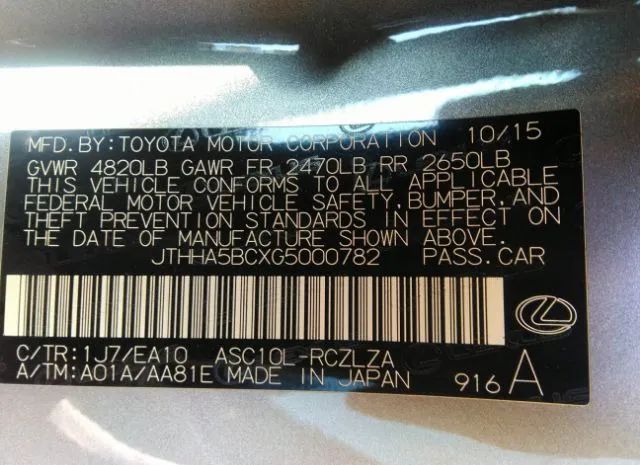 MFD.BY:TOYOTA MOTOR CORPORATION 10/15
GVWR 4820LB GAWR FR 2470LB RR 2650LB
THIS VEHICLE CONFORMS TO ALL APPLICABLE
FEDERAL MOTOR VEHICLE SAFETY,BUMPER,AND
THEFT PREVENTION STANDARDS IN EFFECT ON
THE DATE OF MANUFACTURE SHOWN ABOVE.
JTHHA5BCXG5000782 PASS.CAR
C/TR:1J7/EA10 ASC10L-RCZLZA
A/TM:A01A/AA81E MADE IN JAPAN 916 A